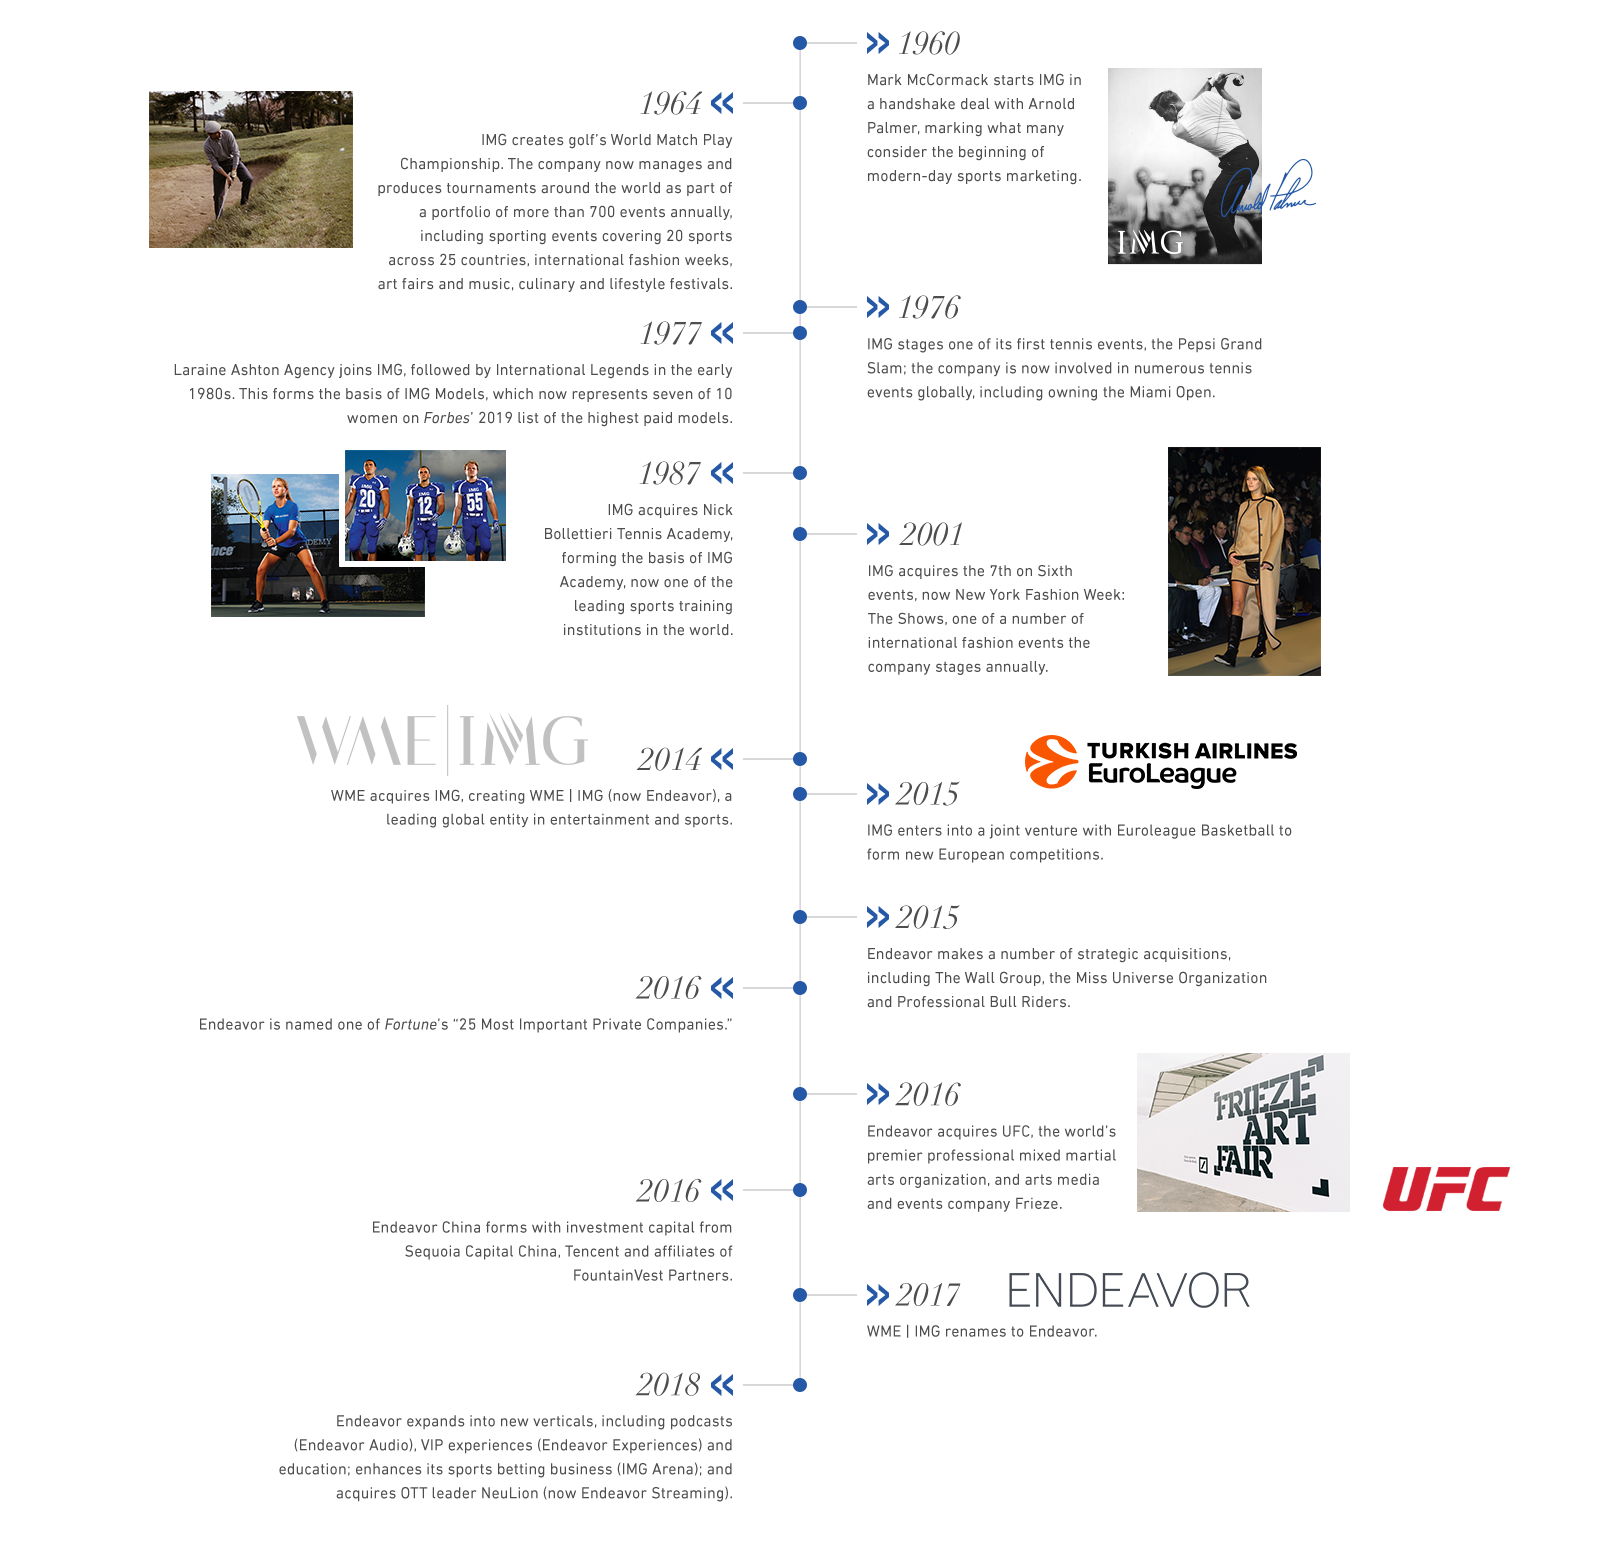 1960
Mark McCormack starts IMG in
a handshake deal with Arnold
Palmer, marking what many
consider the beginning of
modern-day sports marketing.
Arnold Palmer
IMG
1964
IMG creates golf's World Match Play
Championship. The company now manages and
produces tournaments around the world as part of
a portfolio of more than 700 events annually,
including sporting events covering 20 sports
across 25 countries, international fashion weeks,
art fairs and music, culinary and lifestyle festivals.
1976
IMG stages one of its first tennis events, the Pepsi Grand
Slam; the company is now involved in numerous tennis
events globally, including owning the Miami Open.
1977
Laraine Ashton Agency joins IMG, followed by International Legends in the early
1980s. This forms the basis of IMG Models, which now represents seven of 10
women on Forbes' 2019 list of the highest paid models.
1987
IMG acquires Nick
Bollettieri Tennis Academy,
forming the basis of IMG
Academy, now one of the
leading sports training
institutions in the world.
IMG
20
IMG
12
IMG
55
2001
IMG acquires the 7th on Sixth
events, now New York Fashion Week:
The Shows, one of a number of
international fashion events the
company stages annually.
WME | IMG
2014
WME acquires IMG, creating WME | IMG (now Endeavor), a
leading global entity in entertainment and sports.
TURKISH AIRLINES
EuroLeague
2015
IMG enters into a joint venture with Euroleague Basketball to
form new European competitions.
2015
Endeavor makes a number of strategic acquisitions,
including The Wall Group, the Miss Universe Organization
and Professional Bull Riders.
2016
Endeavor is named one of Fortune's “25 Most Important Private Companies.”
2016
Endeavor acquires UFC, the world's
premier professional mixed martial
arts organization, and arts media
and events company Frieze.
FRIEZE
ART
FAIR
UFC
2016
Endeavor China forms with investment capital from
Sequoia Capital China, Tencent and affiliates of
FountainVest Partners.
2017
ENDEAVOR
WME | IMG renames to Endeavor.
2018
Endeavor expands into new verticals, including podcasts
(Endeavor Audio), VIP experiences (Endeavor Experiences) and
education; enhances its sports betting business (IMG Arena); and
acquires OTT leader NeuLion (now Endeavor Streaming).